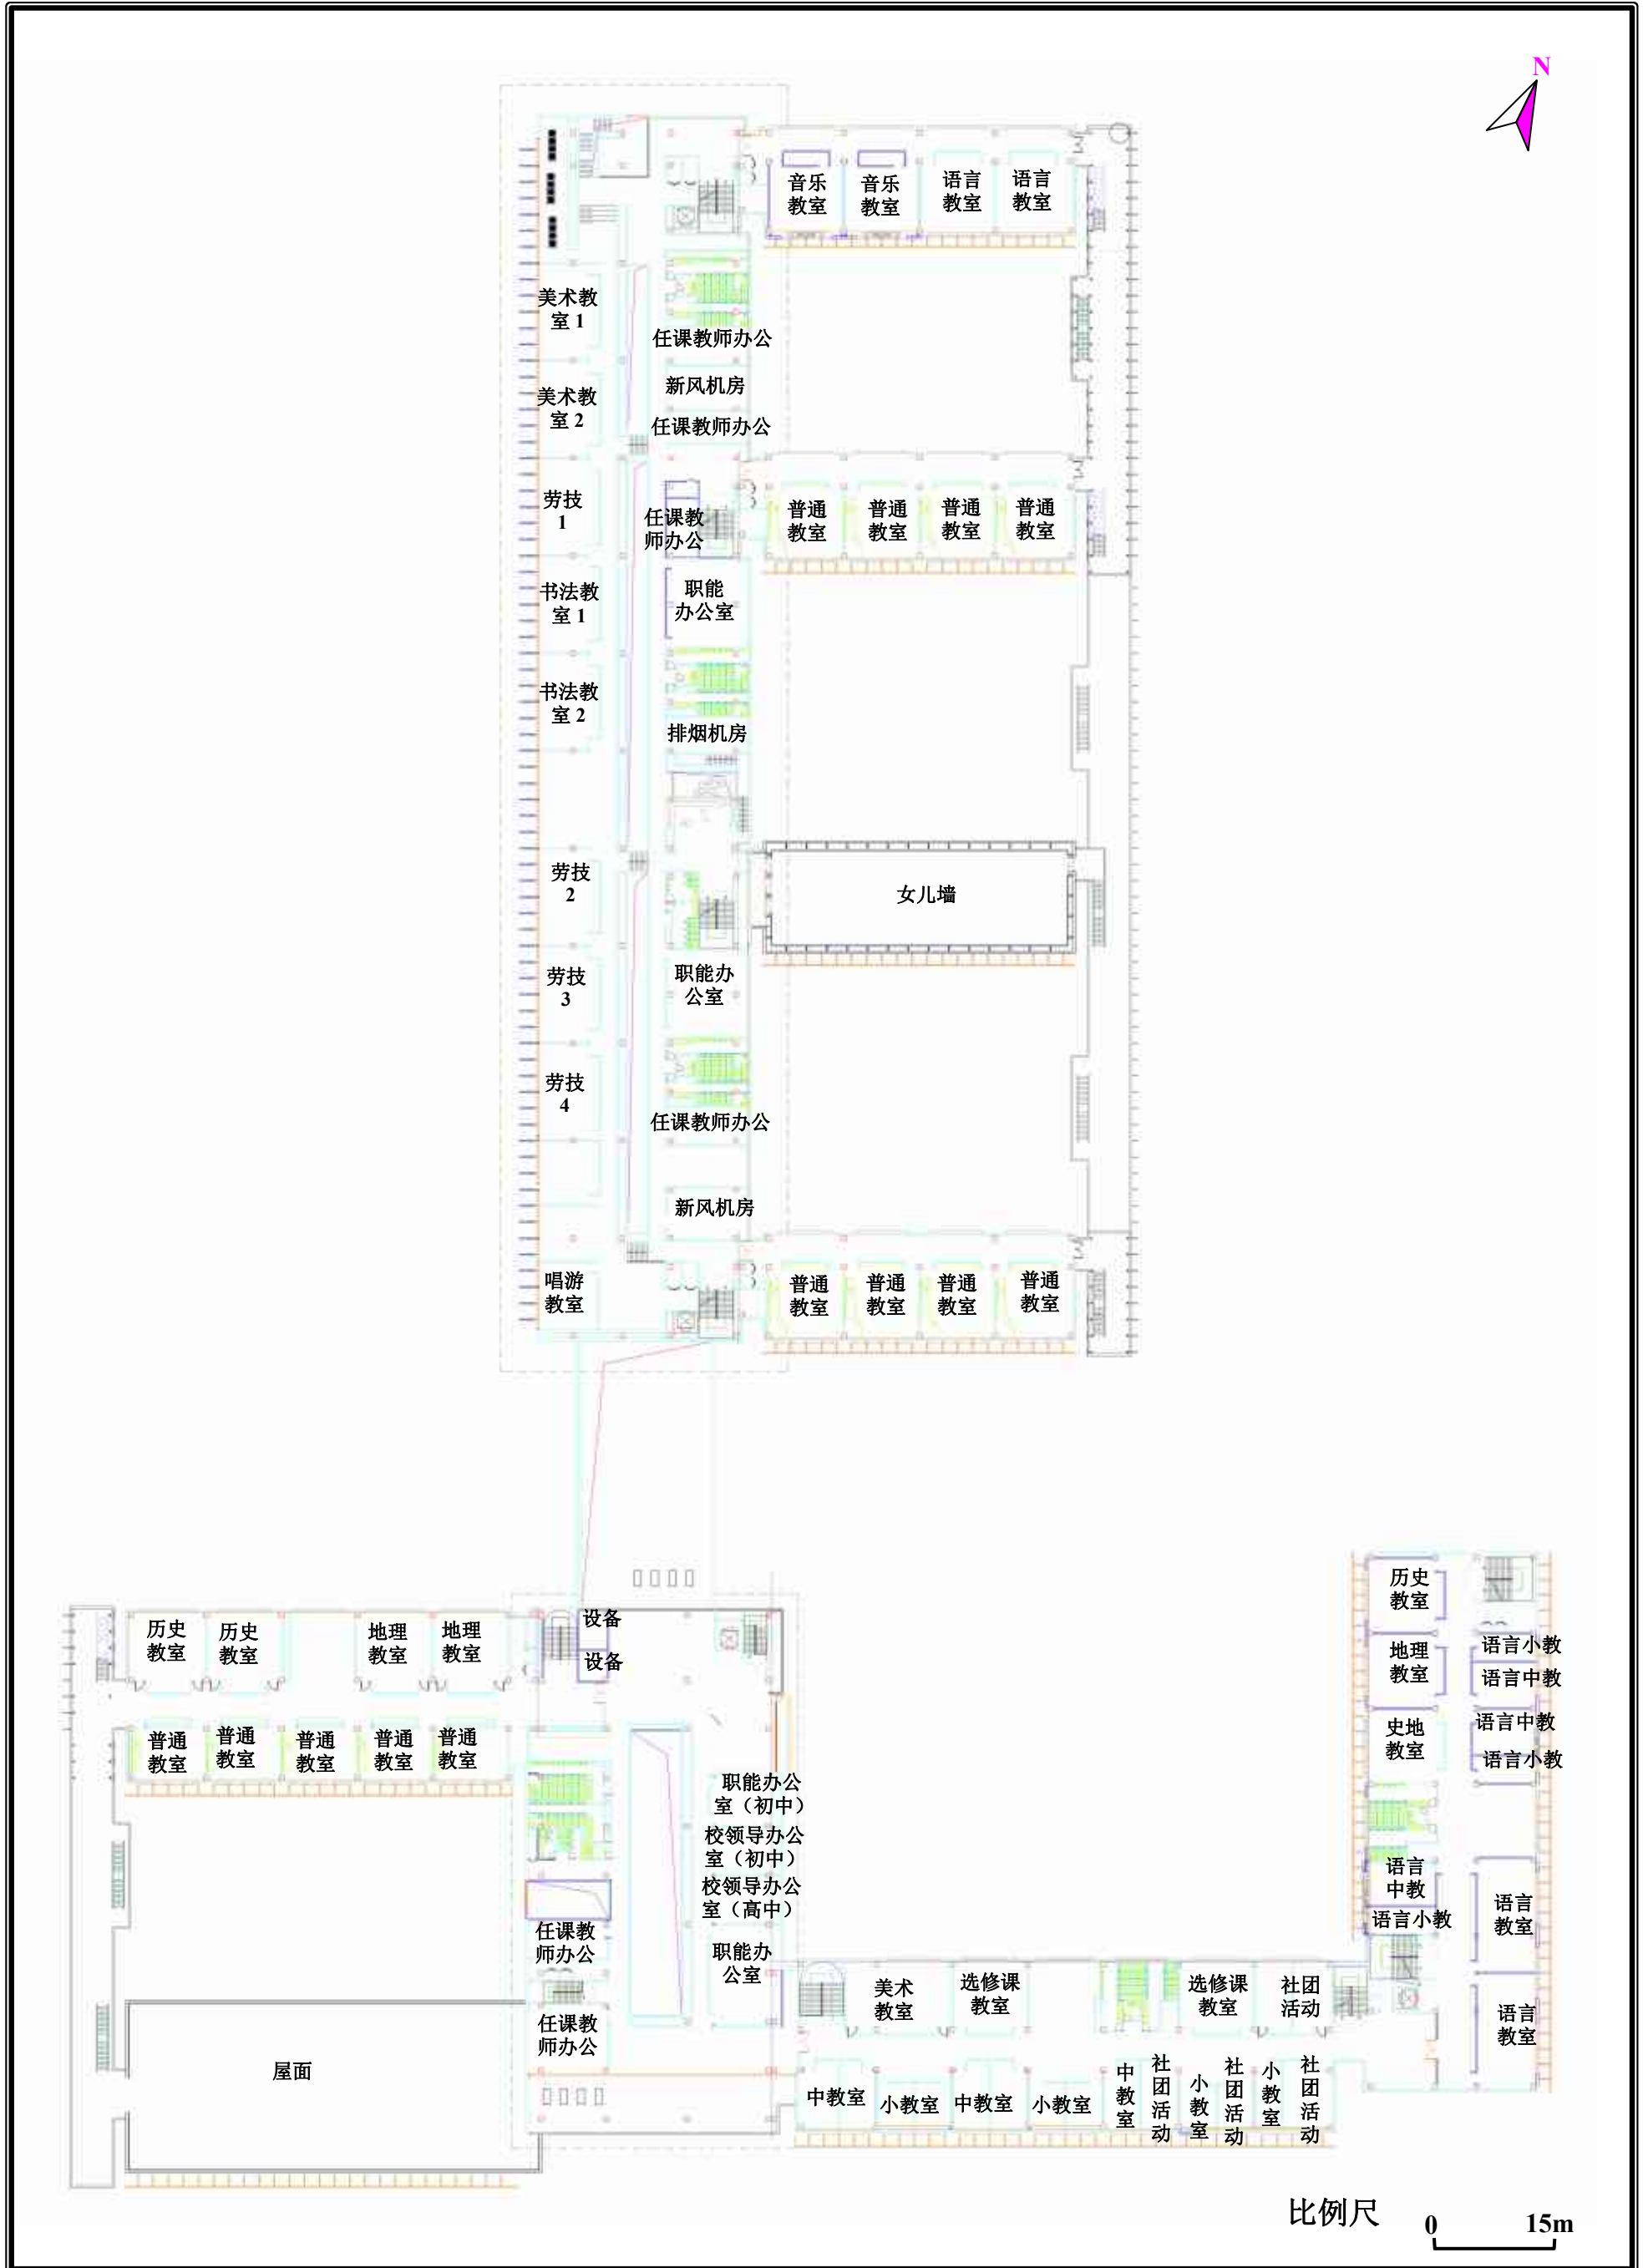 N
音乐
教室
音乐
教室
语言
教室
语言
教室
美术教
室 1
任课教师办公
新风机房
美术教
室 2
任课教师办公
劳技
1
任课教
师办公
普通
教室
普通
教室
普通
教室
普通
教室
书法教
室 1
职能
办公室
书法教
室 2
排烟机房
劳技
2
女儿墙
劳技
3
职能办
公室
劳技
4
任课教师办公
新风机房
唱游
教室
普通
教室
普通
教室
普通
教室
普通
教室
历史
教室
历史
教室
地理
教室
地理
教室
设备
设备
普通
教室
普通
教室
普通
教室
普通
教室
普通
教室
职能办公
室（初中）
校领导办公
室（初中）
校领导办公
室（高中）
任课教
师办公
职能办
公室
任课教
师办公
屋面
历史
教室
地理
教室
语言小教
语言中教
史地
教室
语言中教
语言小教
语言
中教
语言小教
语言
教室
语言
教室
美术
教室
选修课
教室
选修课
教室
社团
活动
中教室
小教室
中教室
小教室
中教室
社团活动
小教室
社团活动
小教室
社团活动
比例尺
0 15m